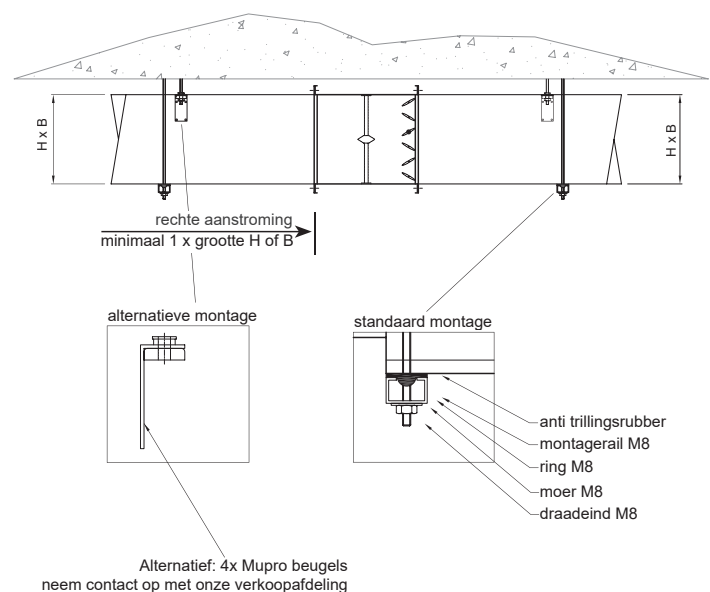 H x B
H x B
rechte aanstroming
minimaal 1 x grootte H of B
alternatieve montage
standaard montage
anti trillingsrubber
montagerail M8
ring M8
moer M8
draadeind M8
Alternatief: 4x Mupro beugels
neem contact op met onze verkoopafdeling